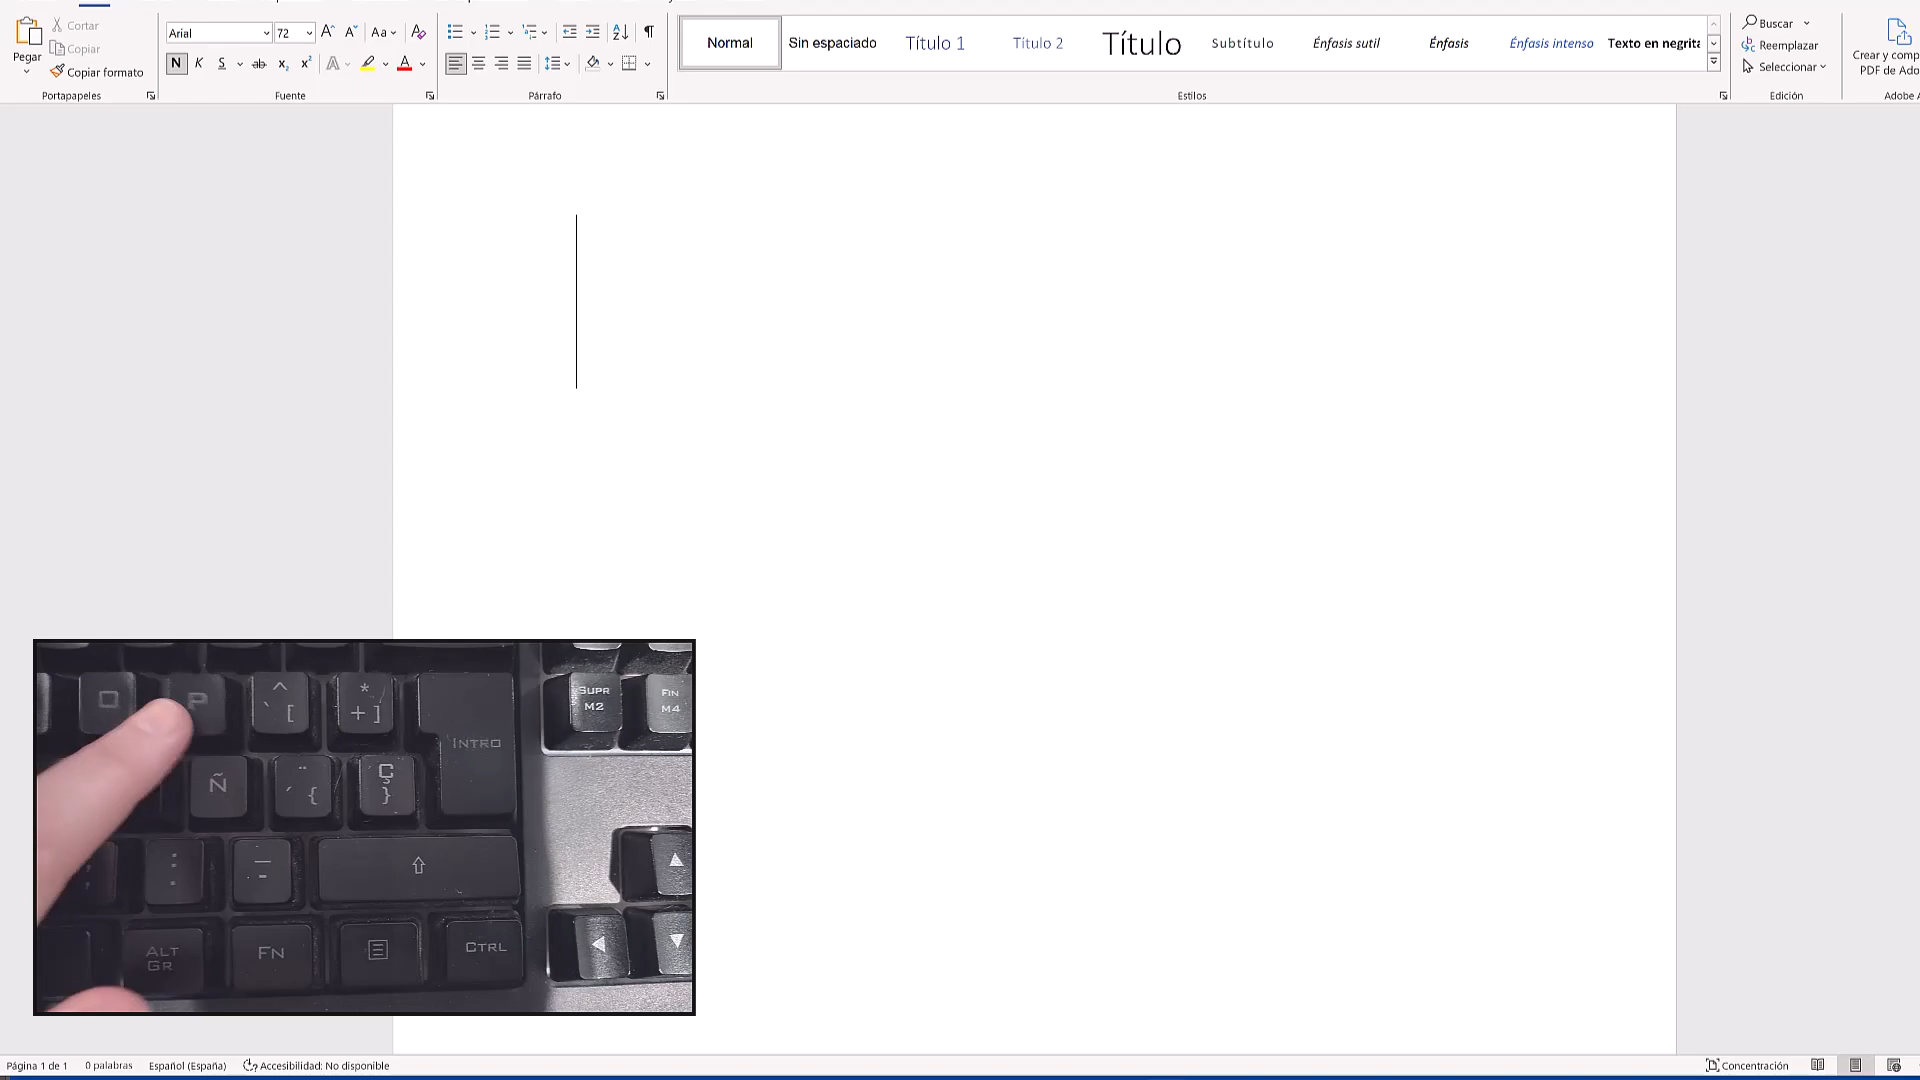 Pegar
Cortar
Copiar
Copiar formato
Portapapeles
Arial
72
Aa
N K S ab x₂ x² A A
Fuente
Párrafo
Normal
Sin espaciado
Título 1
Título 2
Título
Subtítulo
Énfasis sutil
Énfasis
Énfasis intenso
Texto en negrita
Estilos
Buscar
Reemplazar
Seleccionar
Edición
Crear y comp
PDF de Ado
Adobe A
O P ^ ` [ * + ] INTRO
SUPR M2 FIN M4
Ñ ¨ ´ { Ç }
; , : . _ -
ALT GR FN CTRL
Página 1 de 1 0 palabras Español (España) Accesibilidad: No disponible
Concentración